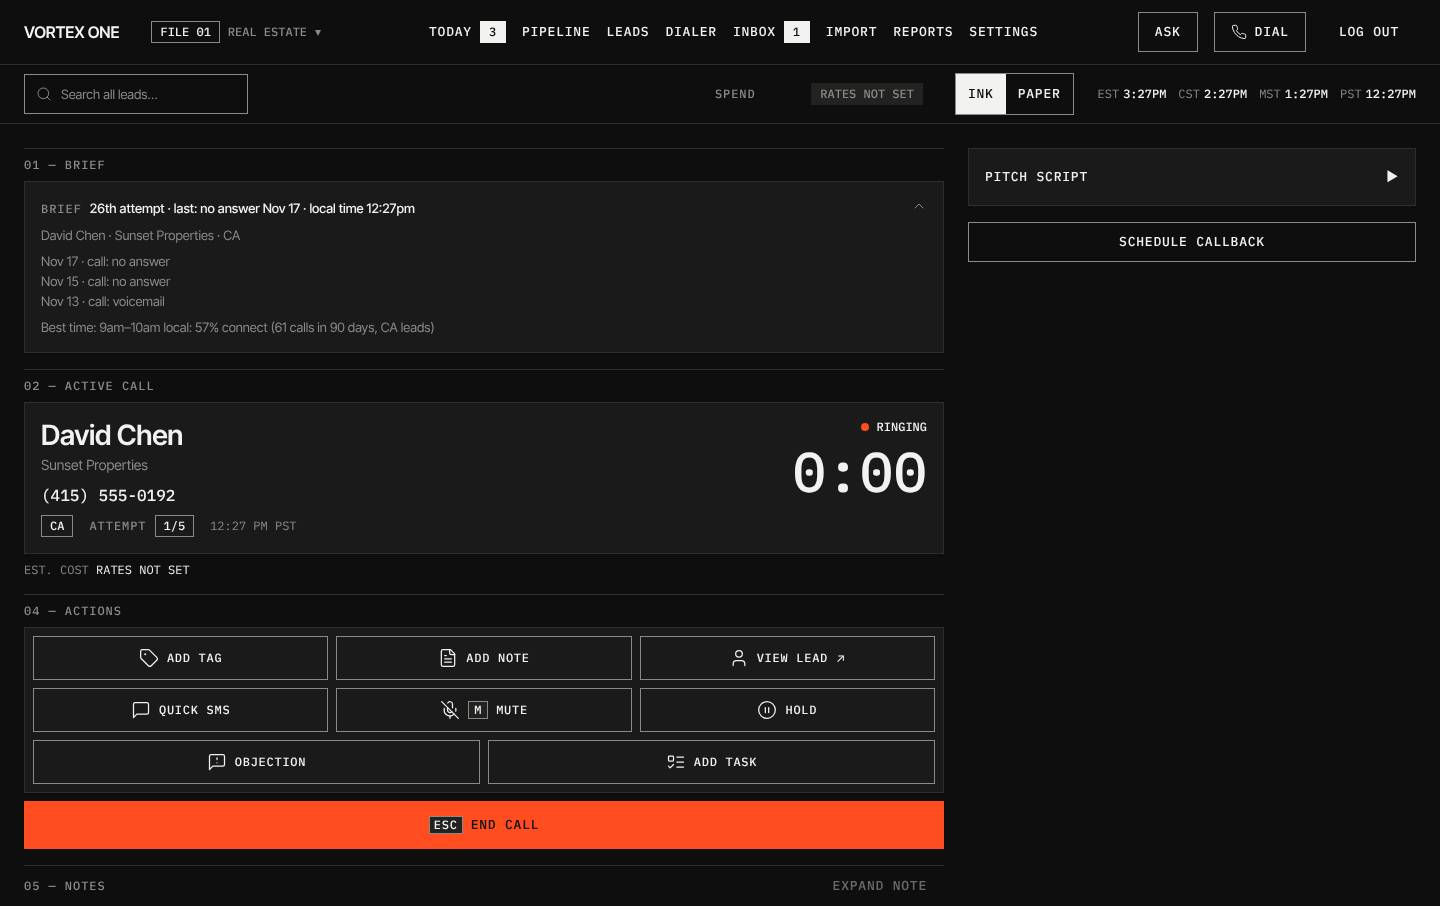 VORTEX ONE
FILE 01 REAL ESTATE ▾
TODAY 3 PIPELINE LEADS DIALER INBOX 1 IMPORT REPORTS SETTINGS
ASK
DIAL
LOG OUT
Search all leads...
SPEND
RATES NOT SET
INK PAPER
EST 3:27PM CST 2:27PM MST 1:27PM PST 12:27PM
01 — BRIEF
BRIEF 26th attempt · last: no answer Nov 17 · local time 12:27pm
David Chen · Sunset Properties · CA
Nov 17 · call: no answer
Nov 15 · call: no answer
Nov 13 · call: voicemail
Best time: 9am–10am local: 57% connect (61 calls in 90 days, CA leads)
02 — ACTIVE CALL
David Chen
Sunset Properties
(415) 555-0192
CA ATTEMPT 1/5 12:27 PM PST
RINGING
0:00
EST. COST RATES NOT SET
04 — ACTIONS
ADD TAG
ADD NOTE
VIEW LEAD ↗
QUICK SMS
M MUTE
HOLD
OBJECTION
ADD TASK
ESC END CALL
05 — NOTES
EXPAND NOTE
PITCH SCRIPT ▶
SCHEDULE CALLBACK